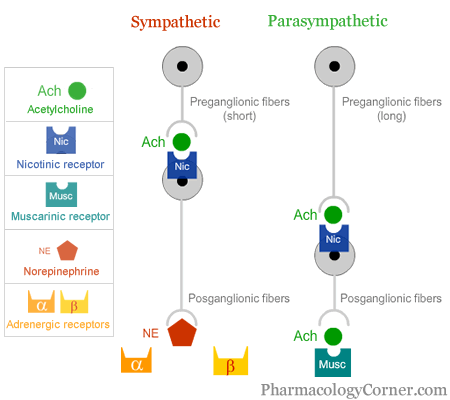 Sympathetic
Parasympathetic
Ach
Acetylcholine
Nic
Nicotinic receptor
Musc
Muscarinic receptor
NE
Norepinephrine
α β
Adrenergic receptors
Preganglionic fibers
(short)
Ach
Nic
Posganglionic fibers
NE
α
β
Preganglionic fibers
(long)
Ach
Nic
Posganglionic fibers
Ach
Musc
PharmacologyCorner.com